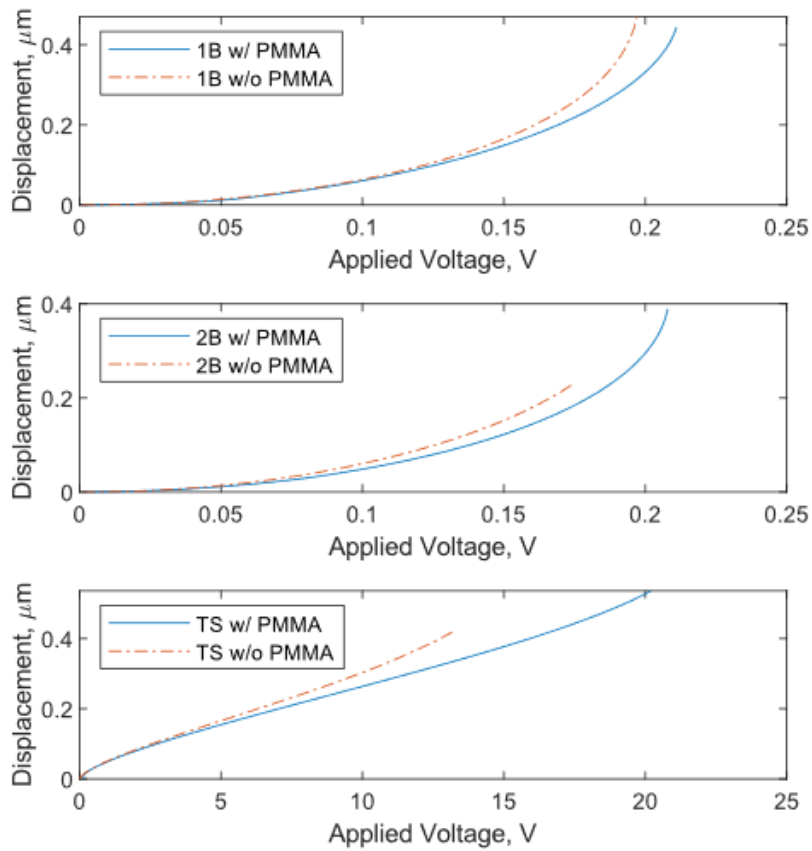 Displacement, μm
0.4
0.2
0
1B w/ PMMA
1B w/o PMMA
0 0.05 0.1 0.15 0.2 0.25
Applied Voltage, V
Displacement, μm
0.4
0.2
0
2B w/ PMMA
2B w/o PMMA
0 0.05 0.1 0.15 0.2 0.25
Applied Voltage, V
Displacement, μm
0.4
0.2
0
TS w/ PMMA
TS w/o PMMA
0 5 10 15 20 25
Applied Voltage, V